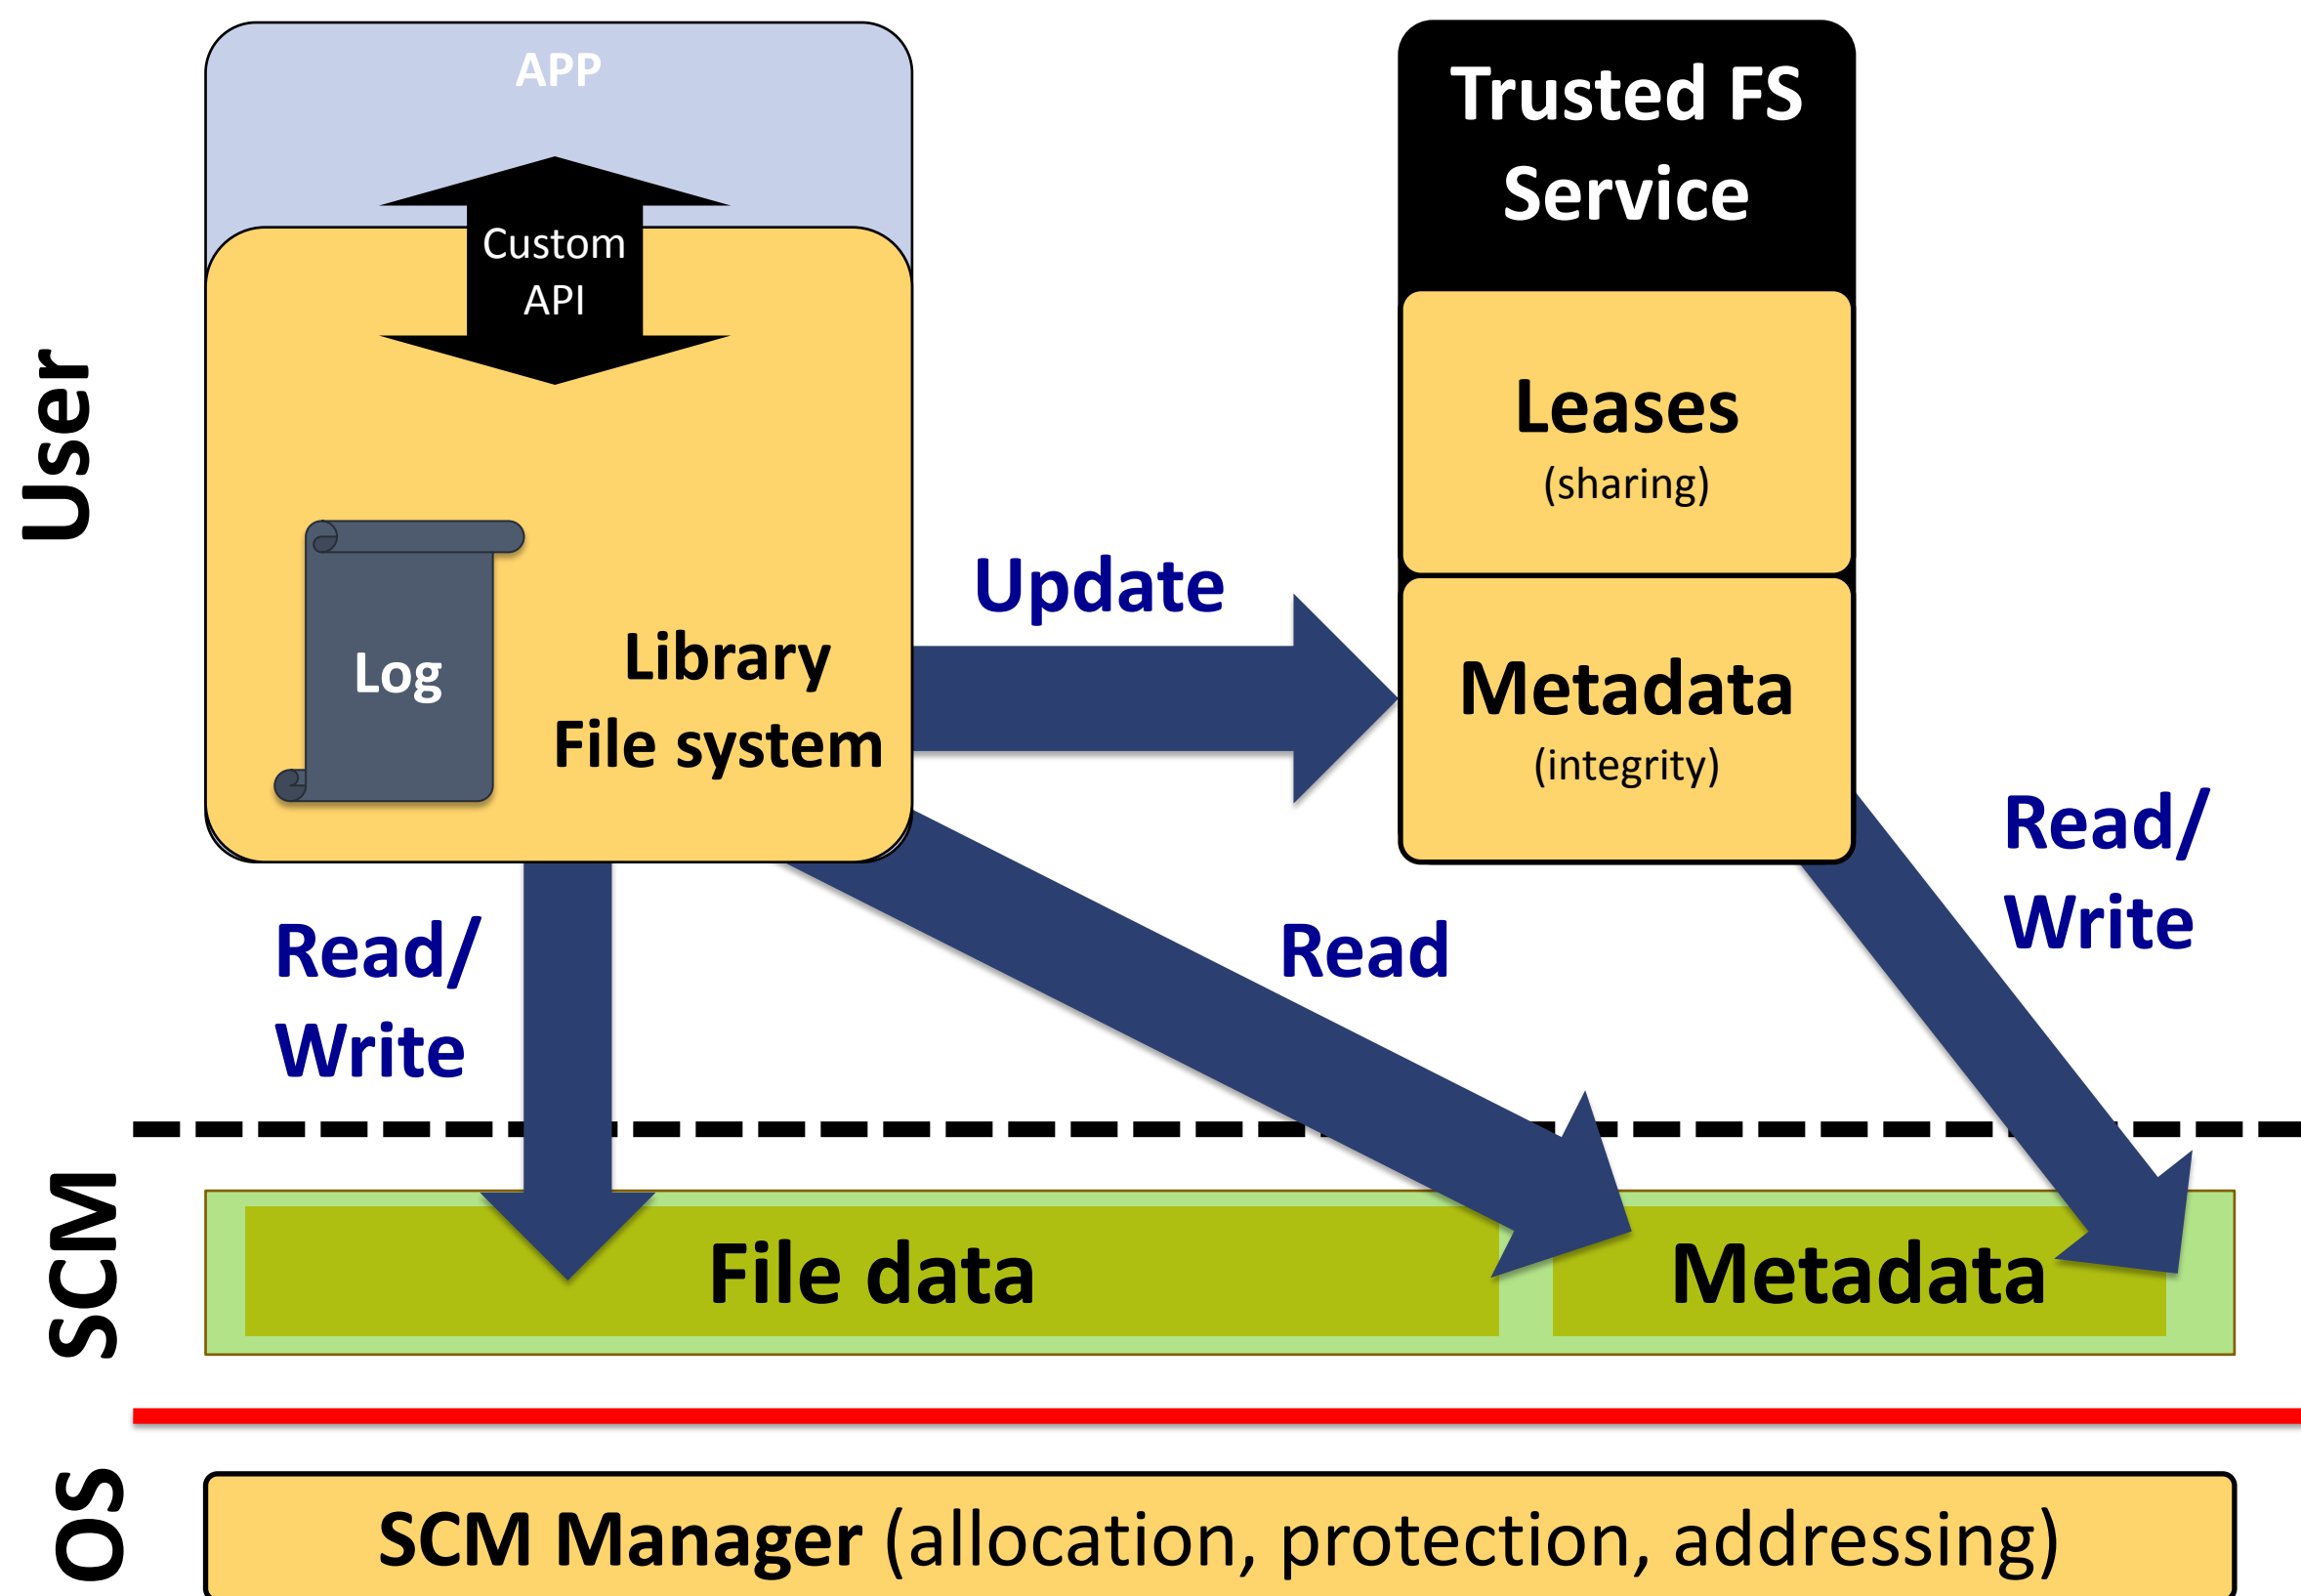 APP
Custom
API
Trusted FS
Service
User
Leases
(sharing)
Update
Log
Library
File system
Metadata
(integrity)
Read/
Write
Read
Read/
Write
SCM
File data
Metadata
OS
SCM Manager (allocation, protection, addressing)